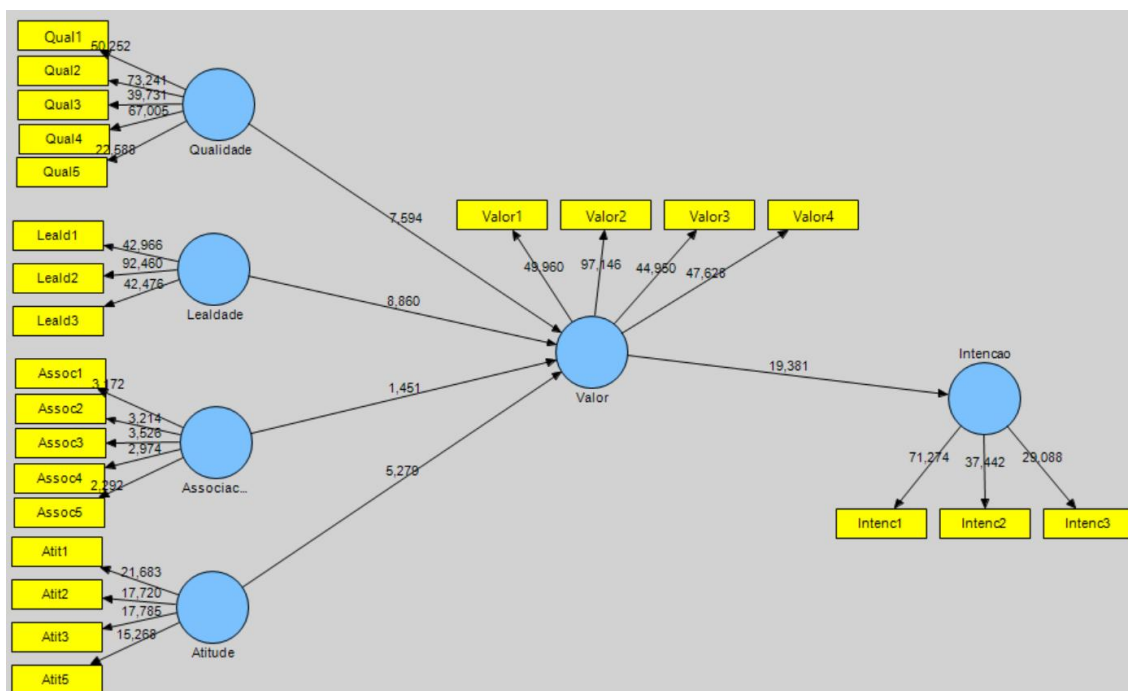 Qual1
50,252
Qual2
73,241
Qual3
39,731
67,005
Qual4
22,588
Qual5
Qualidade
7,594
Leald1
42,966
92,460
Leald2
42,476
Leald3
Lealdade
8,860
Valor1
Valor2
Valor3
Valor4
49,960
97,146
44,950
47,628
Valor
19,381
Intencao
71,274
37,442
29,088
Intenc1
Intenc2
Intenc3
Assoc1
3,172
Assoc2
3,214
3,526
Assoc3
2,974
Assoc4
2,292
Assoc5
Associac...
1,451
Atit1
21,683
Atit2
17,720
17,785
Atit3
15,268
Atit5
Atitude
5,279